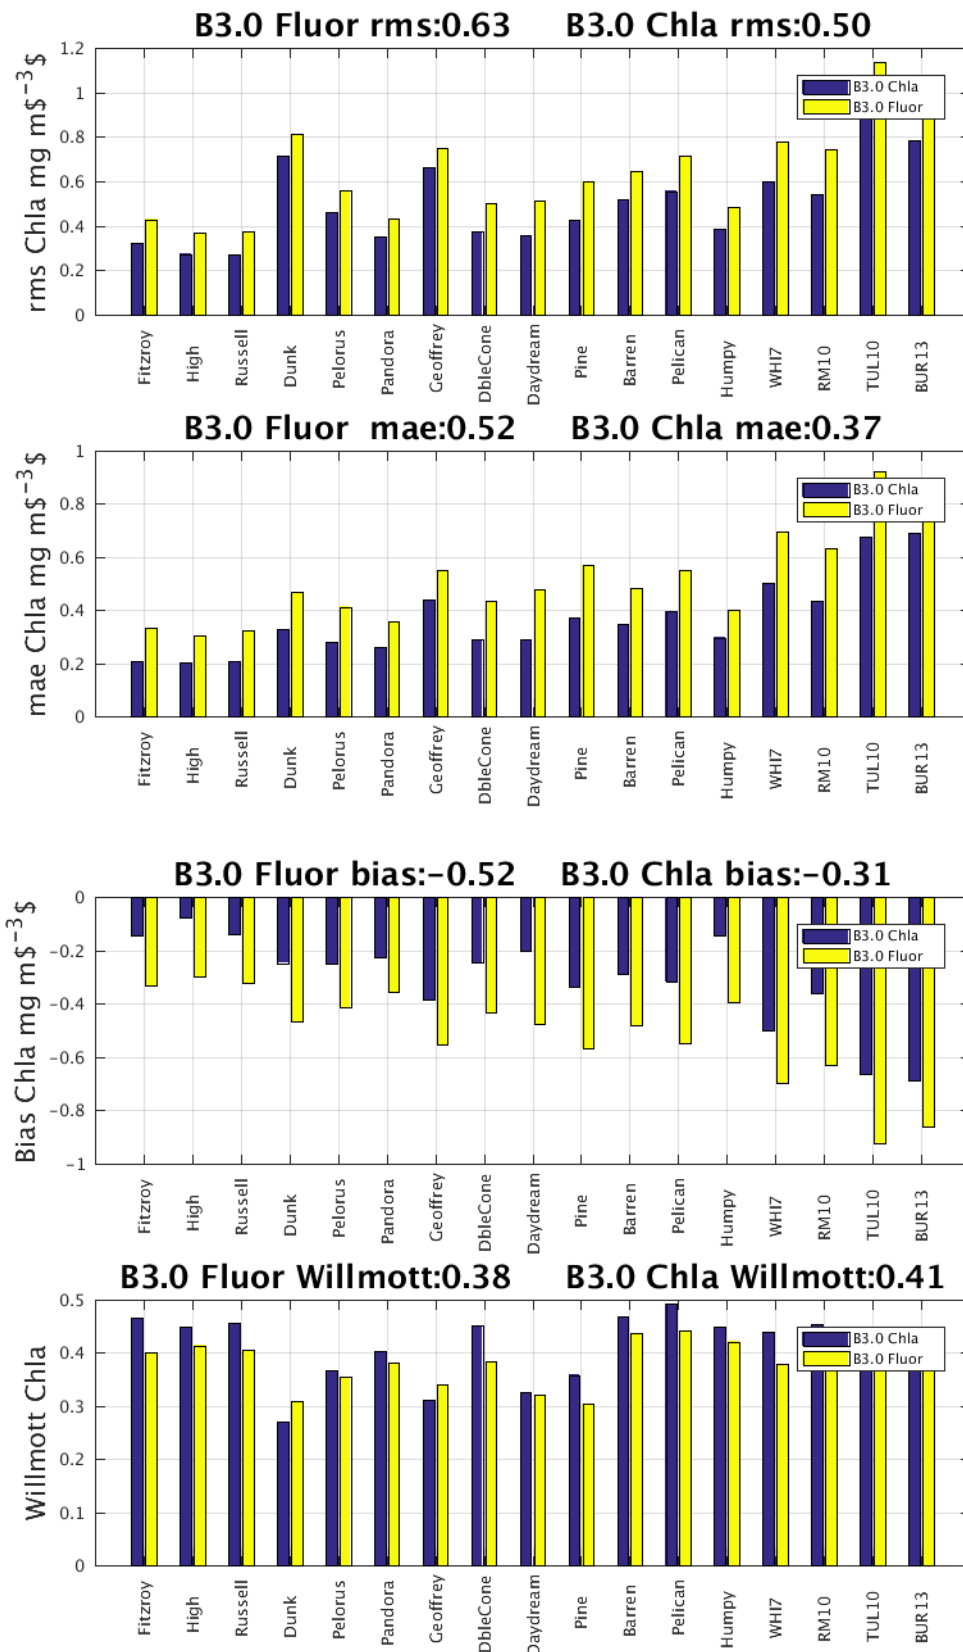 B3.0 Fluor rms:0.63 B3.0 Chla rms:0.50
rms Chla mg m$⁻³$
1.2
1
0.8
0.6
0.4
0.2
0
B3.0 Chla
B3.0 Fluor
Fitzroy
High
Russell
Dunk
Pelorus
Pandora
Geoffrey
DbleCone
Daydream
Pine
Barren
Pelican
Humpy
WHI7
RM10
TUL10
BUR13
B3.0 Fluor mae:0.52 B3.0 Chla mae:0.37
mae Chla mg m$⁻³$
1
0.8
0.6
0.4
0.2
0
B3.0 Chla
B3.0 Fluor
Fitzroy
High
Russell
Dunk
Pelorus
Pandora
Geoffrey
DbleCone
Daydream
Pine
Barren
Pelican
Humpy
WHI7
RM10
TUL10
BUR13
B3.0 Fluor bias:−0.52 B3.0 Chla bias:−0.31
Bias Chla mg m$⁻³$
0
−0.2
−0.4
−0.6
−0.8
−1
B3.0 Chla
B3.0 Fluor
Fitzroy
High
Russell
Dunk
Pelorus
Pandora
Geoffrey
DbleCone
Daydream
Pine
Barren
Pelican
Humpy
WHI7
RM10
TUL10
BUR13
B3.0 Fluor Willmott:0.38 B3.0 Chla Willmott:0.41
Willmott Chla
0.5
0.4
0.3
0.2
0.1
0
B3.0 Chla
B3.0 Fluor
Fitzroy
High
Russell
Dunk
Pelorus
Pandora
Geoffrey
DbleCone
Daydream
Pine
Barren
Pelican
Humpy
WHI7
RM10
TUL10
BUR13